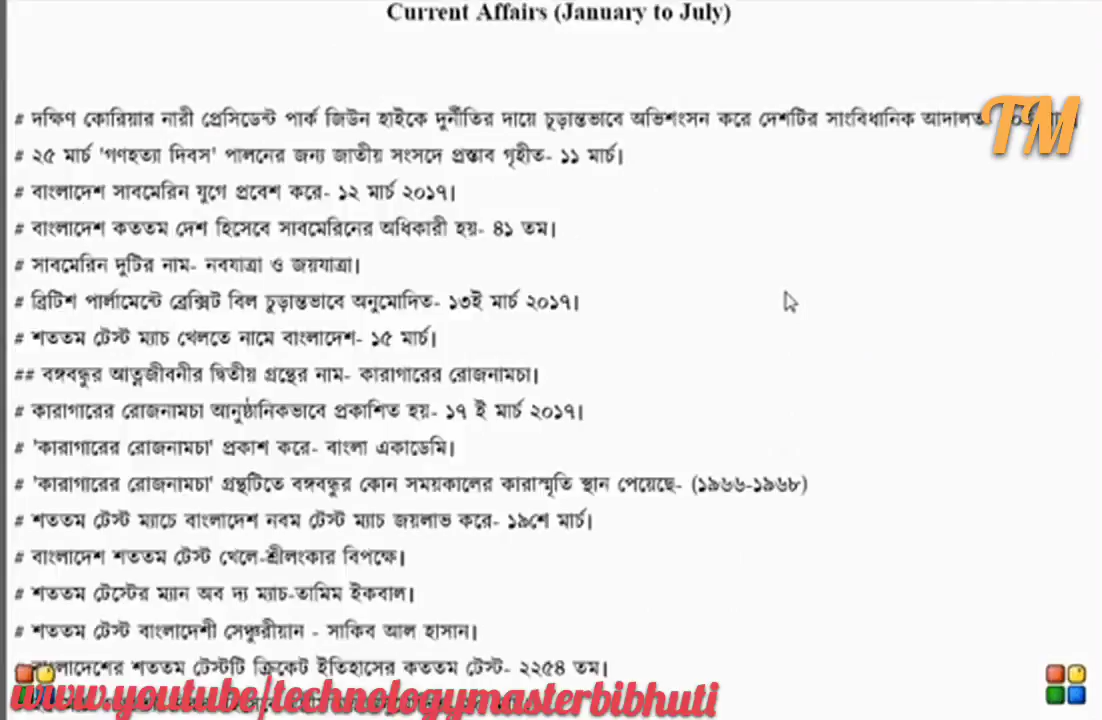 Current Affairs (January to July)
TM
# দক্ষিণ কোরিয়ার নারী প্রেসিডেন্ট পার্ক জিউন হাইকে দুর্নীতির দায়ে চূড়ান্তভাবে অভিশংসন করে দেশটির সাংবিধানিক আদালত
# ২৫ মার্চ 'গণহত্যা দিবস' পালনের জন্য জাতীয় সংসদে প্রস্তাব গৃহীত- ১১ মার্চ।
# বাংলাদেশ সাবমেরিন যুগে প্রবেশ করে- ১২ মার্চ ২০১৭।
# বাংলাদেশ কততম দেশ হিসেবে সাবমেরিনের অধিকারী হয়- ৪১ তম।
# সাবমেরিন দুটির নাম- নবযাত্রা ও জয়যাত্রা।
# ব্রিটিশ পার্লামেন্টে ব্রেক্সিট বিল চূড়ান্তভাবে অনুমোদিত- ১৩ই মার্চ ২০১৭।
# শততম টেস্ট ম্যাচ খেলতে নামে বাংলাদেশ- ১৫ মার্চ।
## বঙ্গবন্ধুর আত্নজীবনীর দ্বিতীয় গ্রন্থের নাম- কারাগারের রোজনামচা।
# কারাগারের রোজনামচা আনুষ্ঠানিকভাবে প্রকাশিত হয়- ১৭ ই মার্চ ২০১৭।
# 'কারাগারের রোজনামচা' প্রকাশ করে- বাংলা একাডেমি।
# 'কারাগারের রোজনামচা' গ্রন্থটিতে বঙ্গবন্ধুর কোন সময়কালের কারাস্মৃতি স্থান পেয়েছে- (১৯৬৬-১৯৬৮)
# শততম টেস্ট ম্যাচে বাংলাদেশ নবম টেস্ট ম্যাচ জয়লাভ করে- ১৯শে মার্চ।
# বাংলাদেশ শততম টেস্ট খেলে-শ্রীলংকার বিপক্ষে।
# শততম টেস্টের ম্যান অব দ্য ম্যাচ-তামিম ইকবাল।
# শততম টেস্ট বাংলাদেশী সেঞ্চুরীয়ান - সাকিব আল হাসান।
বাংলাদেশের শততম টেস্টটি ক্রিকেট ইতিহাসের কততম টেস্ট- ২২৫৪ তম।
www.youtube/technologymasterbibhuti